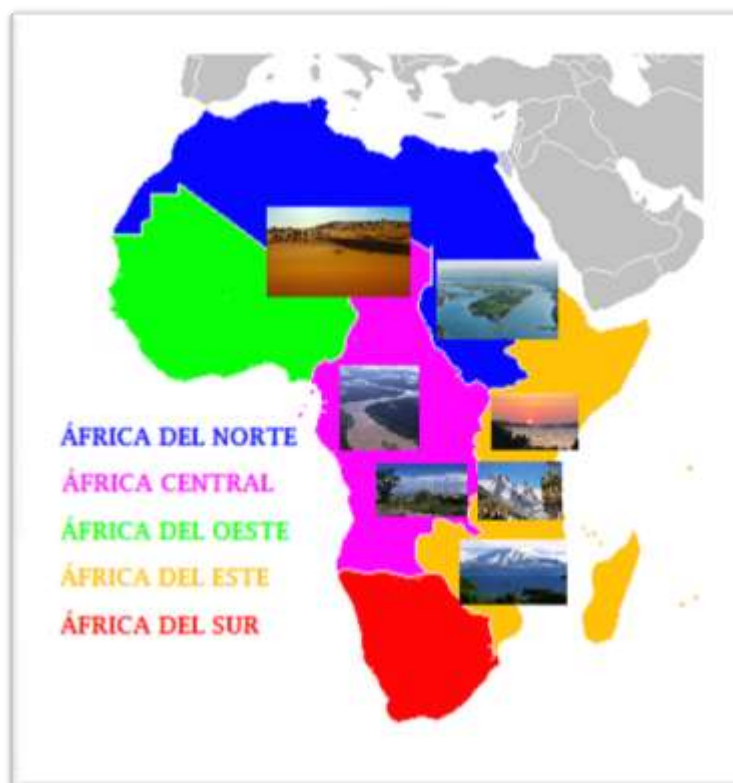 ÁFRICA DEL NORTE
ÁFRICA CENTRAL
ÁFRICA DEL OESTE
ÁFRICA DEL ESTE
ÁFRICA DEL SUR